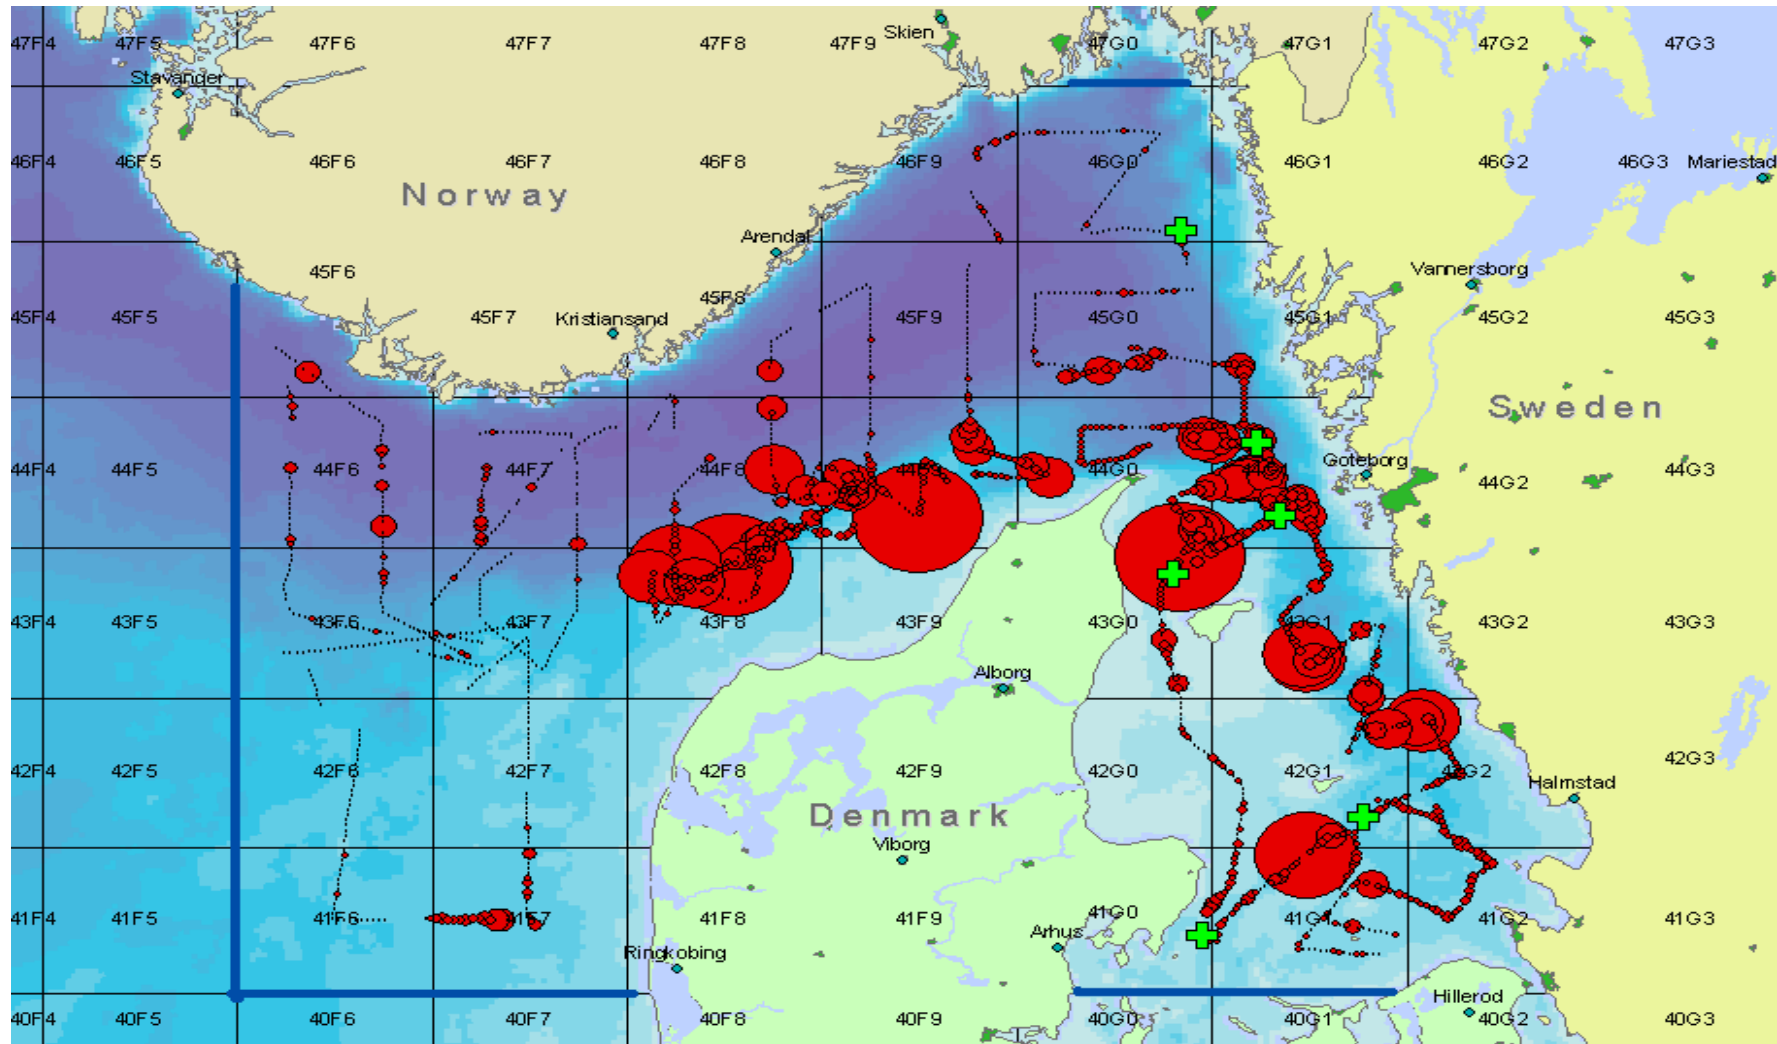 47F4 47F5 47F6 47F7 47F8 47F9 Skien 47G0 47G1 47G2 47G3
Stavander
46F4 46F5 46F6 46F7 46F8 46F9 46G0 46G1 46G2 46G3 Mariestad
Norway
Arendal
45F6 Vannersborg
45F8
45F4 45F5 45F7 Kristiansand 45F9 45G0 45G1 45G2 45G3
Sweden
44F4 44F5 44F6 44F7 44F8 44F9 44G0 44G1 Goteborg 44G3
44G2
43F4 43F5 43F6 43F7 43F8 43F9 43G0 43G1 43G2 43G3
Alborg
42F4 42F5 42F6 42F7 42F8 42F9 42G0 42G1 42G2 42G3
Halmstad
Denmark
Viborg
41F4 41F5 41F6 41F7 41F8 41F9 41G0 41G1 41G2 41G3
Arhus
Ringkobing
Hillerod
40F4 40F5 40F6 40F7 40F8 40F9 40G0 40G1 40G2 40G3